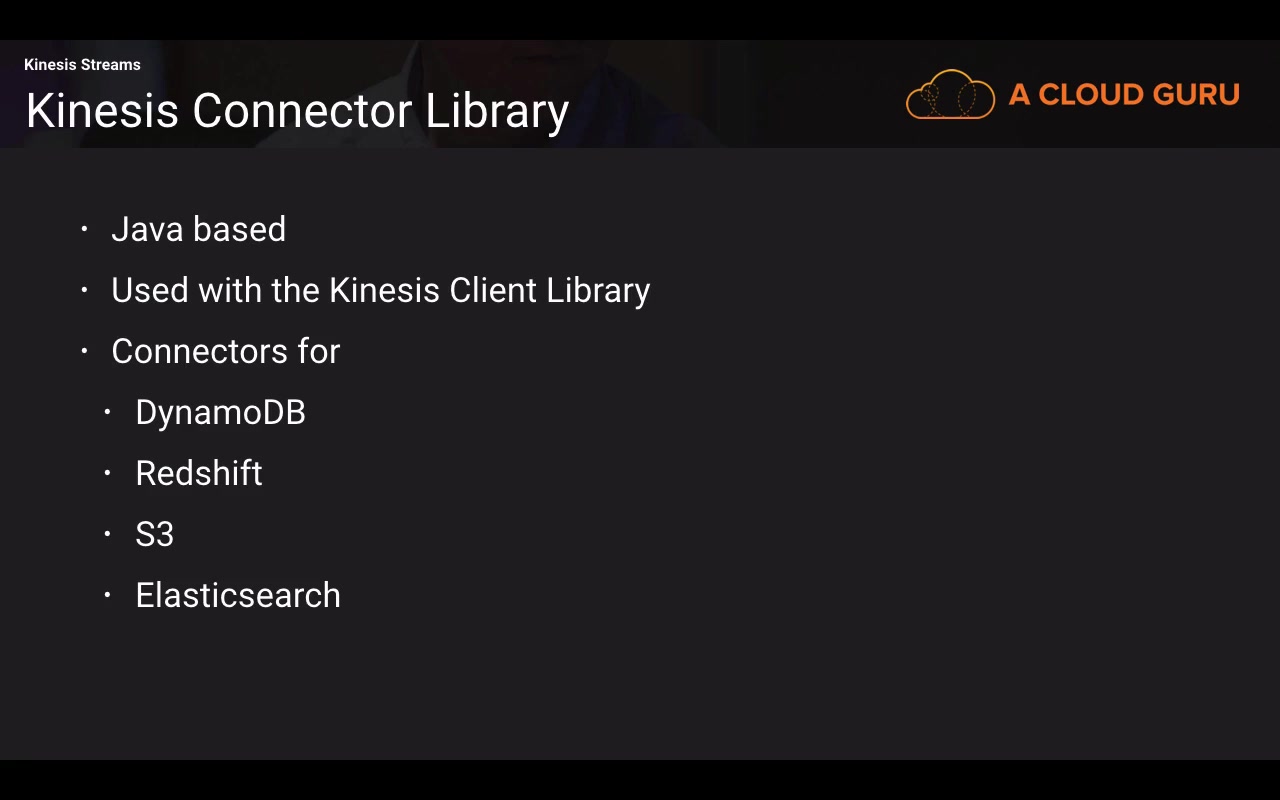 Kinesis Streams
Kinesis Connector Library
A CLOUD GURU
• Java based
• Used with the Kinesis Client Library
• Connectors for
• DynamoDB
• Redshift
• S3
• Elasticsearch